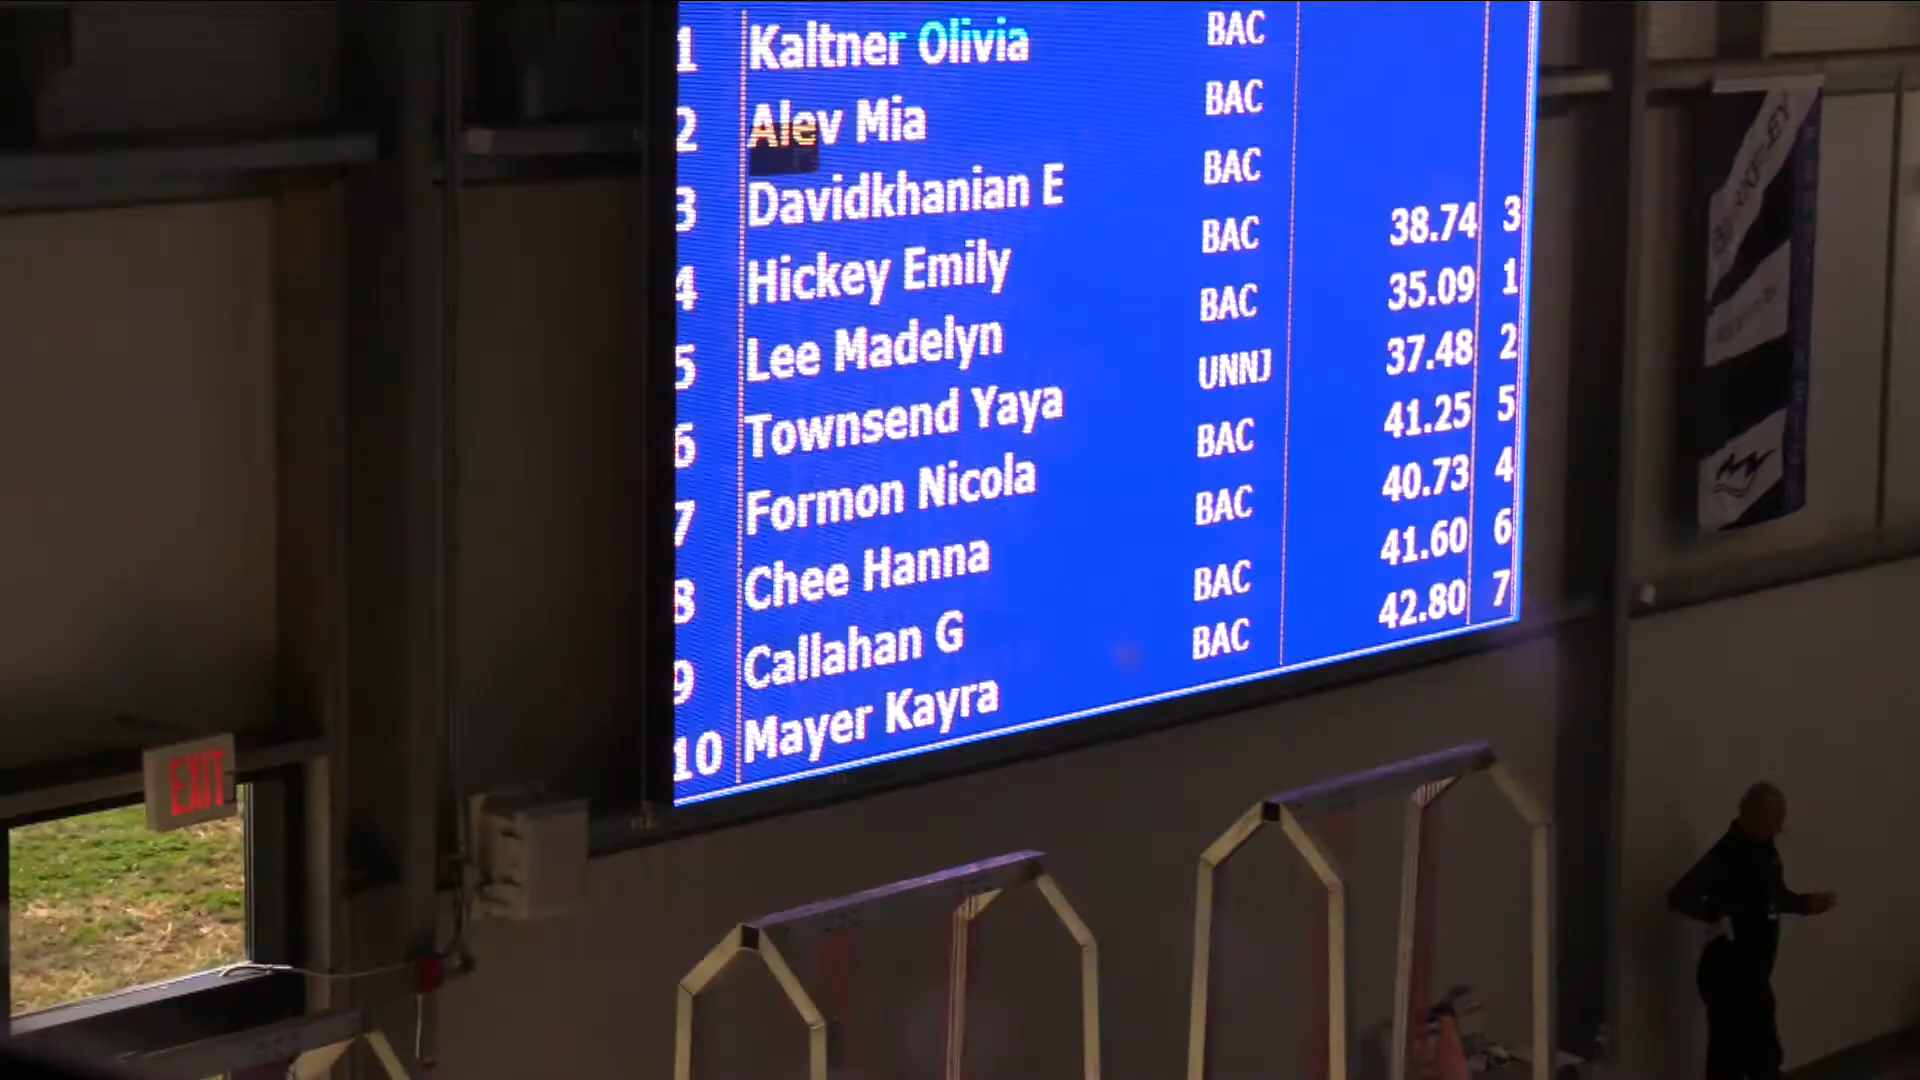 1 Kaltner Olivia BAC
2 Alev Mia BAC
3 Davidkhanian E BAC
4 Hickey Emily BAC 38.74 3
5 Lee Madelyn BAC 35.09 1
6 Townsend Yaya UNNJ 37.48 2
7 Formon Nicola BAC 41.25 5
8 Chee Hanna BAC 40.73 4
9 Callahan G BAC 41.60 6
10 Mayer Kayra BAC 42.80 7
EXIT